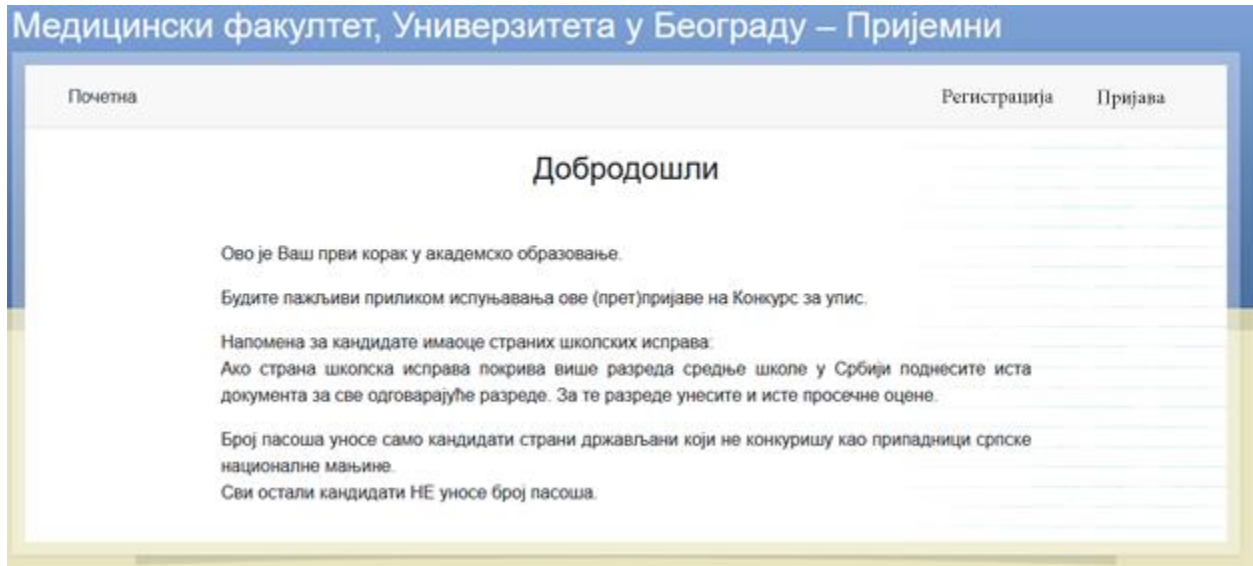 Медицински факултет, Универзитета у Београду – Пријемни
Почетна
Регистрација
Пријава
Добродошли
Ово је Ваш први корак у академско образовање.
Будите пажљиви приликом испуњавања ове (прет)пријаве на Конкурс за упис.
Напомена за кандидате имаоце страних школских исправа:
Ако страна школска исправа покрива више разреда средње школе у Србији поднесите иста
документа за све одговарајуће разреде. За те разреде унесите и исте просечне оцене.
Број пасоша уносе само кандидати страни држављани који не конкуришу као припадници српске
националне мањине.
Сви остали кандидати НЕ уносе број пасоша.